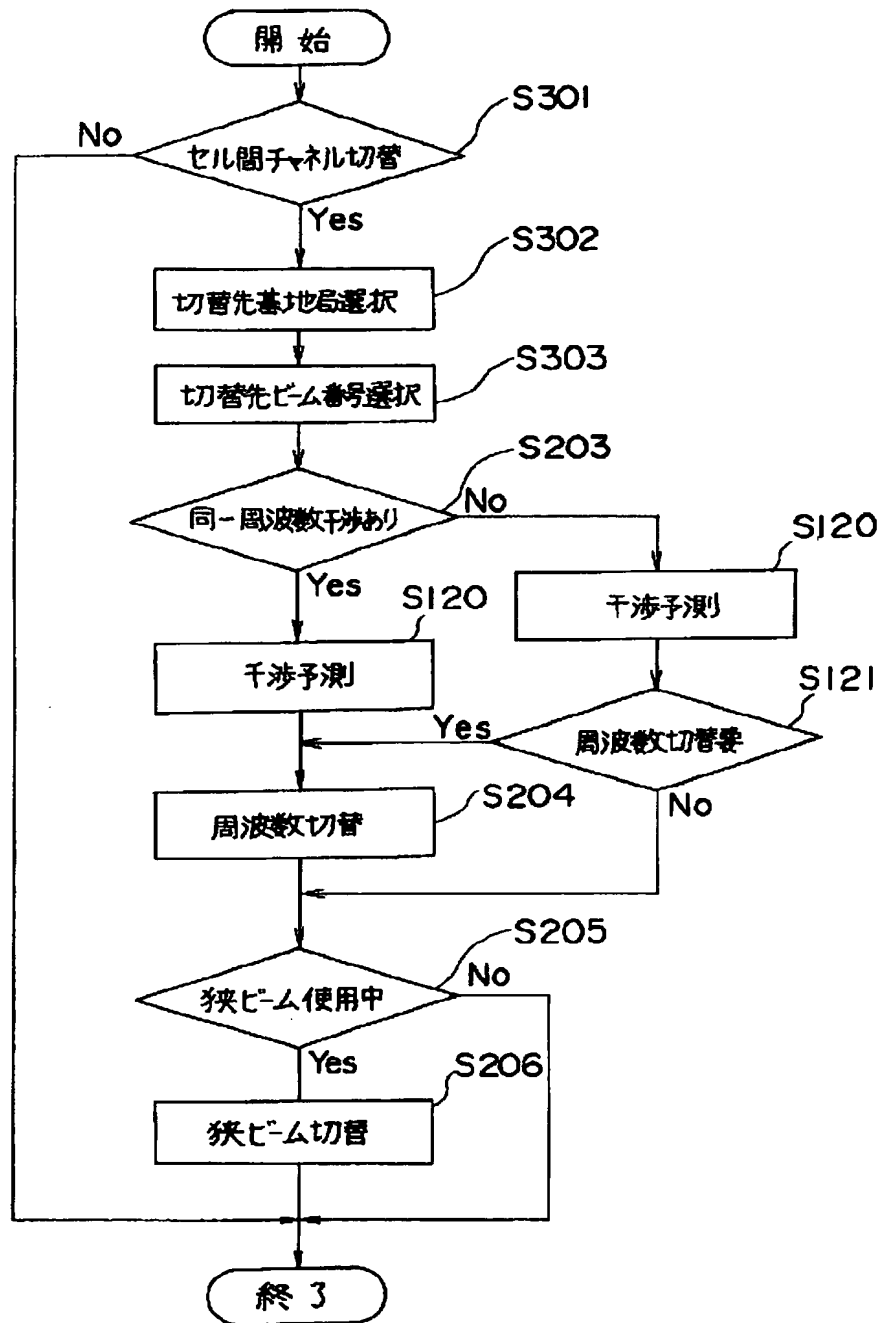 開始
S301
No
セル間チャネル切替
Yes
S302
切替先基地局選択
S303
切替先ビーム番号選択
S203
同一周波数干渉あり
No
Yes
S120
干渉予測
S120
干渉予測
S121
周波数切替要
Yes
No
S204
周波数切替
S205
狭ビーム使用中
No
Yes
S206
狭ビーム切替
終了